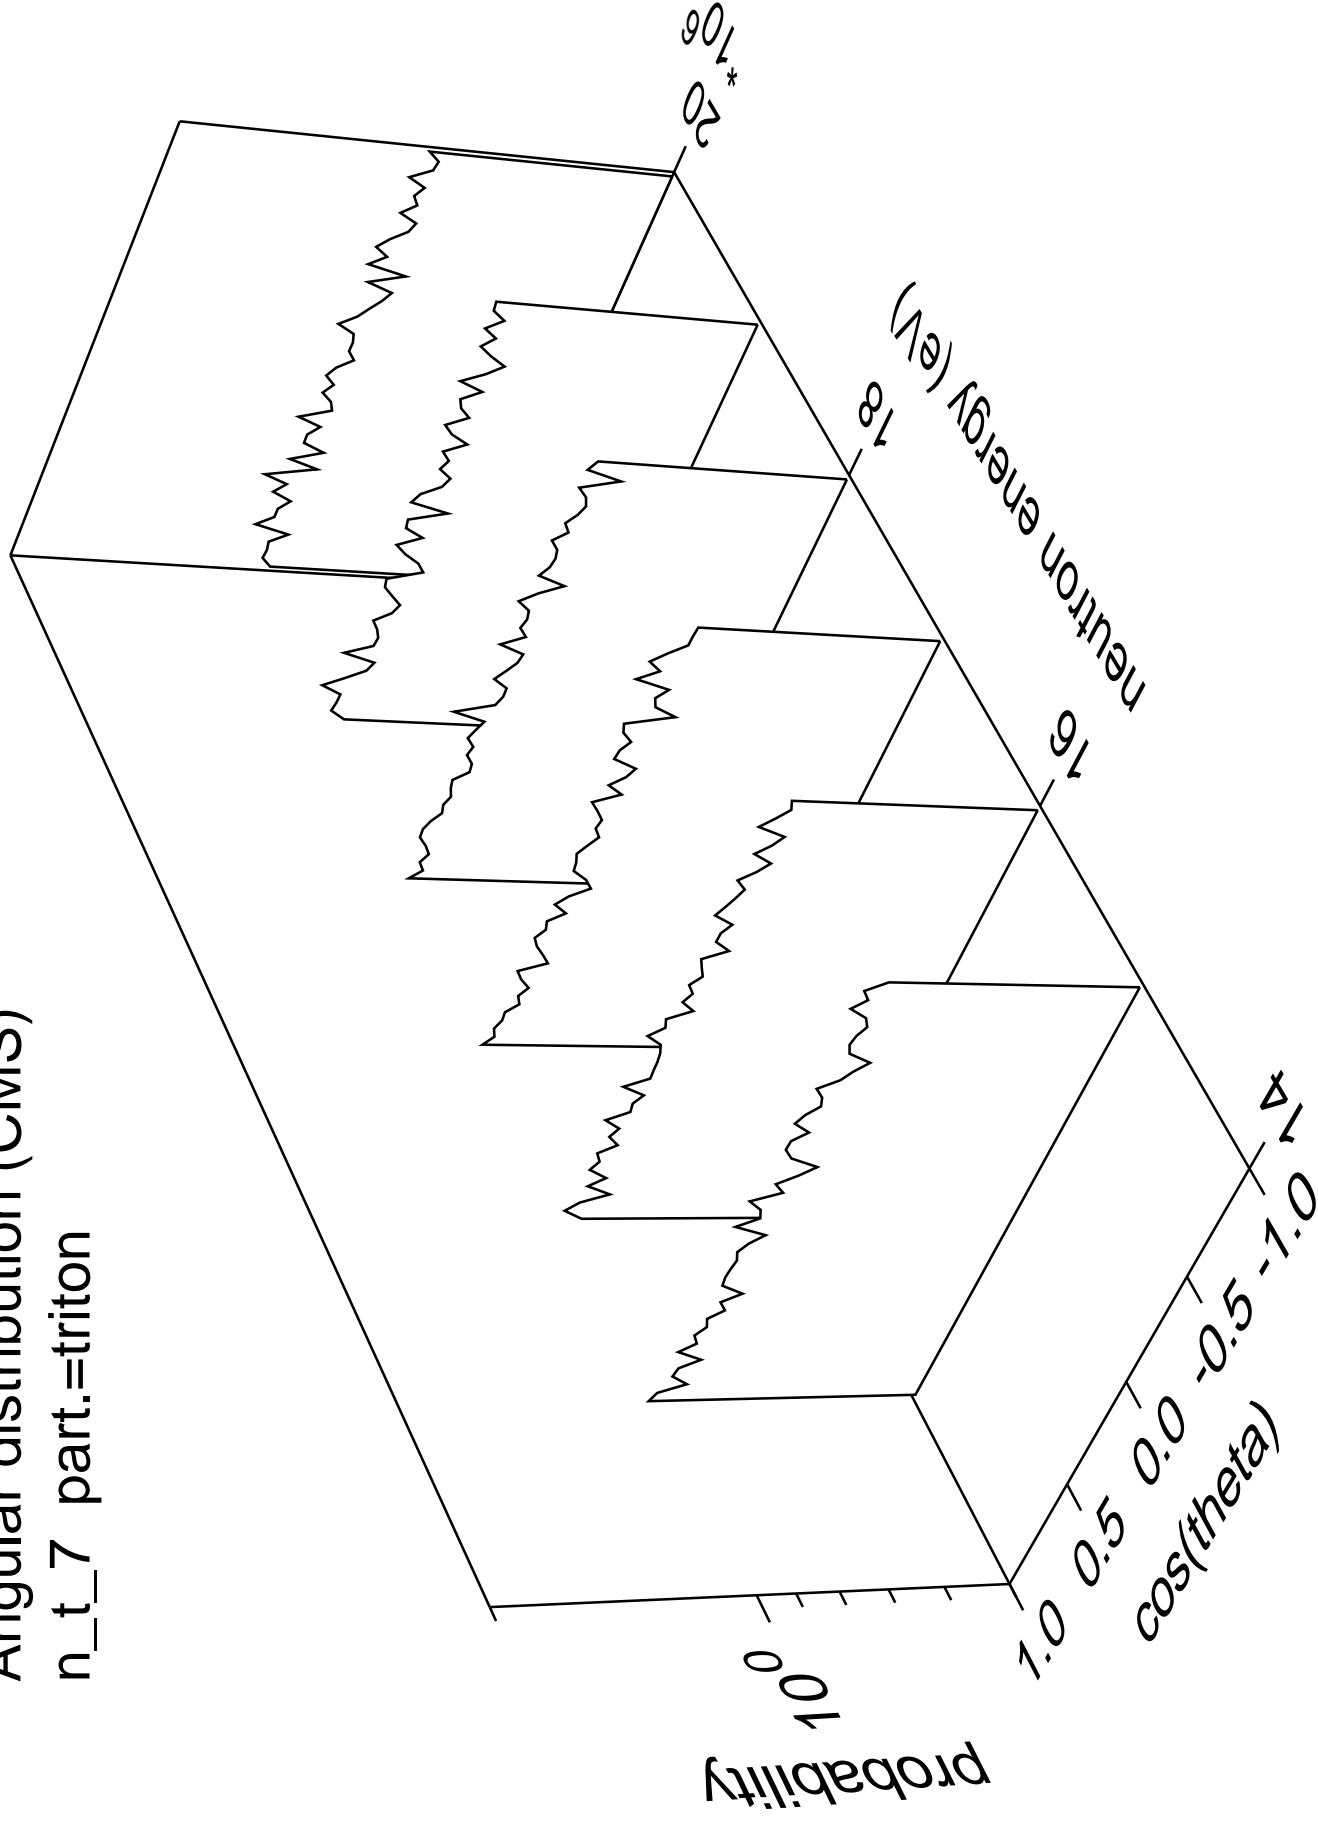 Angular distribution (CMS)
n_t_7 part.=triton
probability
10^0
cos(theta)
1.0 0.5 0.0 -0.5 -1.0
neutron energy (eV)
14 16 18 20 *10^6